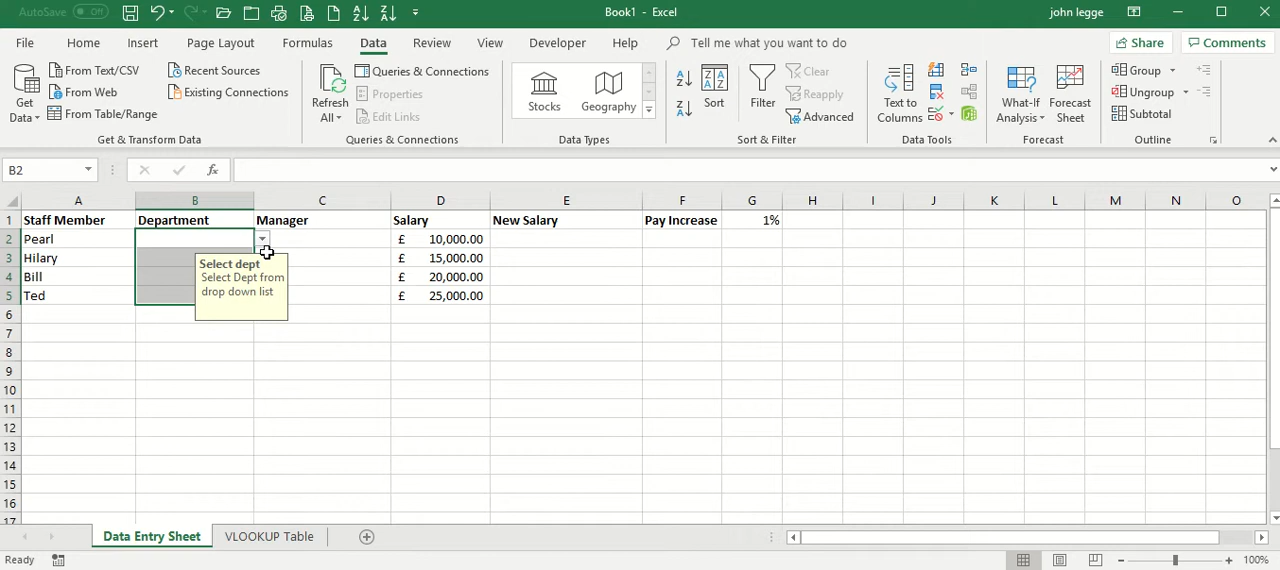 AutoSave Off Book1 - Excel john legge
File Home Insert Page Layout Formulas Data Review View Developer Help Tell me what you want to do Share Comments
Get Data From Text/CSV From Web From Table/Range Recent Sources Existing Connections
Get & Transform Data
Refresh All Queries & Connections Properties Edit Links
Queries & Connections
Stocks Geography
Data Types
Sort Filter Clear Reapply Advanced
Sort & Filter
Text to Columns
Data Tools
What-If Analysis Forecast Sheet
Forecast
Group Ungroup Subtotal
Outline
B2 fx
A B C D E F G H I J K L M N O
1 Staff Member Department Manager Salary New Salary Pay Increase 1%
2 Pearl £ 10,000.00
3 Hilary £ 15,000.00
4 Bill £ 20,000.00
5 Ted £ 25,000.00
Select dept
Select Dept from
drop down list
6
7
8
9
10
11
12
13
14
15
16
17
Data Entry Sheet VLOOKUP Table
Ready 100%